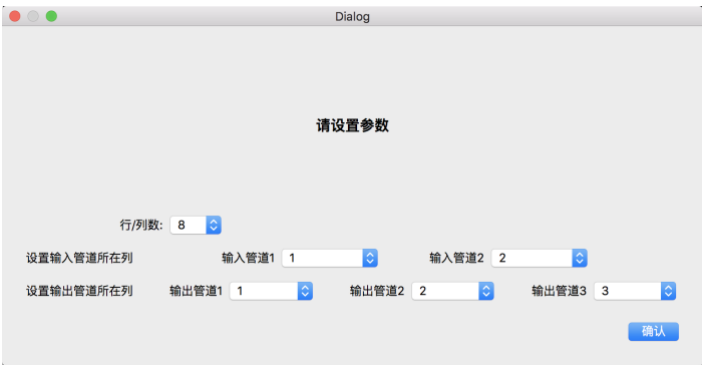 Dialog
请设置参数
行/列数: 8
设置输入管道所在列 输入管道1 1 输入管道2 2
设置输出管道所在列 输出管道1 1 输出管道2 2 输出管道3 3
确认